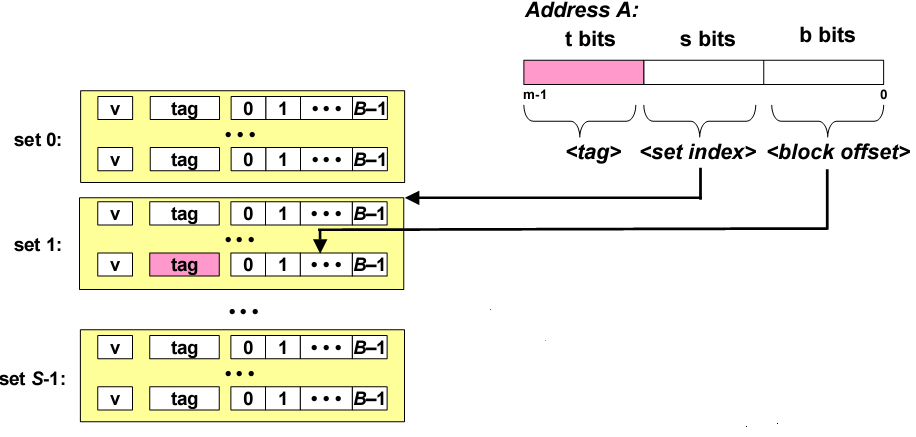 Address A:
t bits s bits b bits
m-1 0
<tag> <set index> <block offset>
set 0:
v tag 0 1 • • • B–1
• • •
v tag 0 1 • • • B–1
set 1:
v tag 0 1 • • • B–1
• • •
v tag 0 1 • • • B–1
• • •
set S-1:
v tag 0 1 • • • B–1
• • •
v tag 0 1 • • • B–1